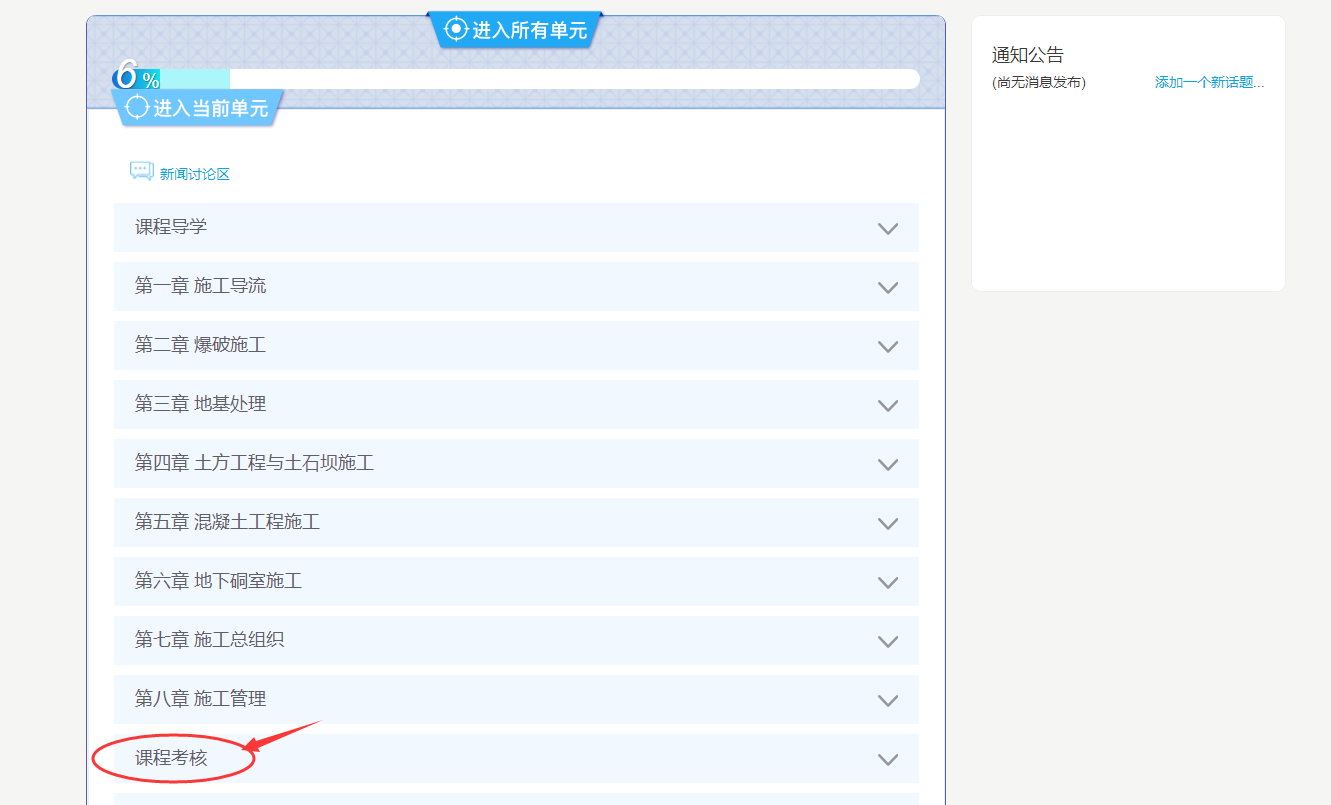 进入所有单元
6 %
进入当前单元
新闻讨论区
课程导学
第一章 施工导流
第二章 爆破施工
第三章 地基处理
第四章 土方工程与土石坝施工
第五章 混凝土工程施工
第六章 地下硐室施工
第七章 施工总组织
第八章 施工管理
课程考核
通知公告
(尚无消息发布)
添加一个新话题...